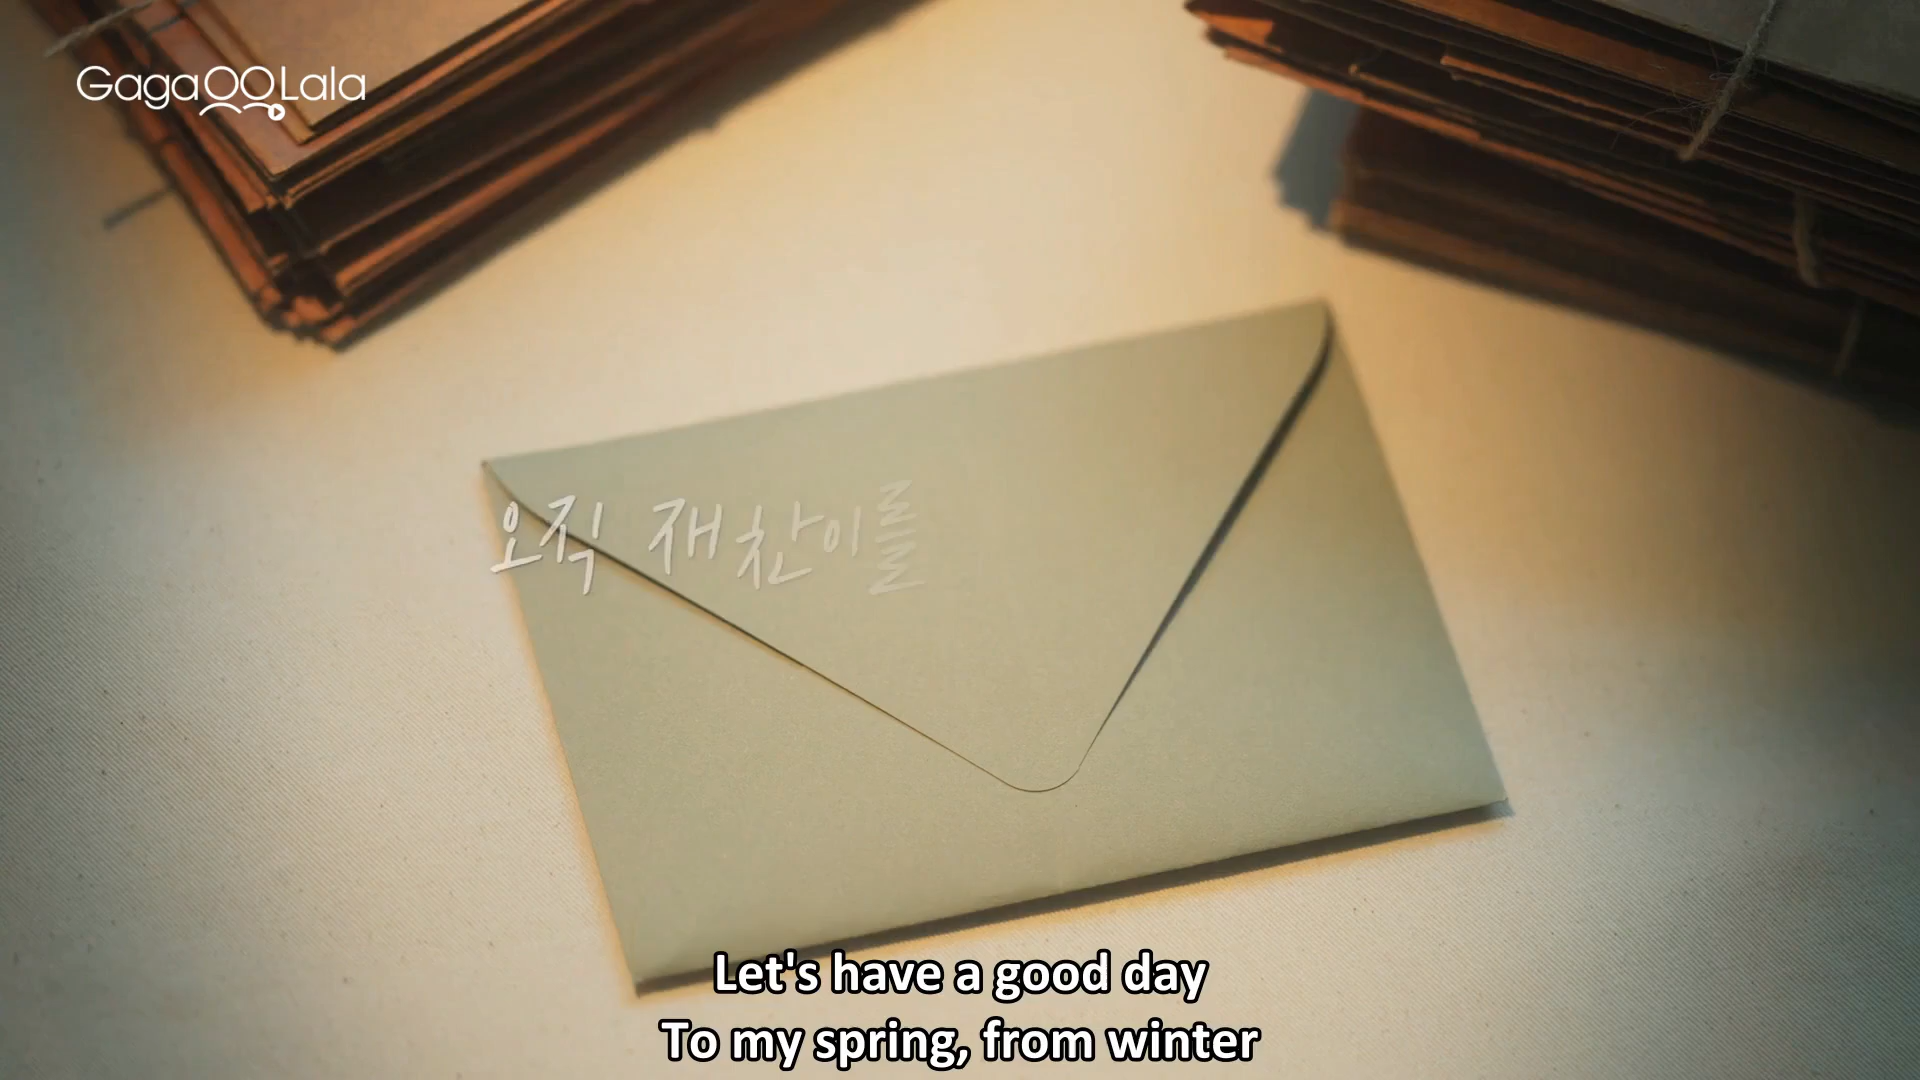 GagaOOLala
오직 재찬이를
Let's have a good day
To my spring, from winter